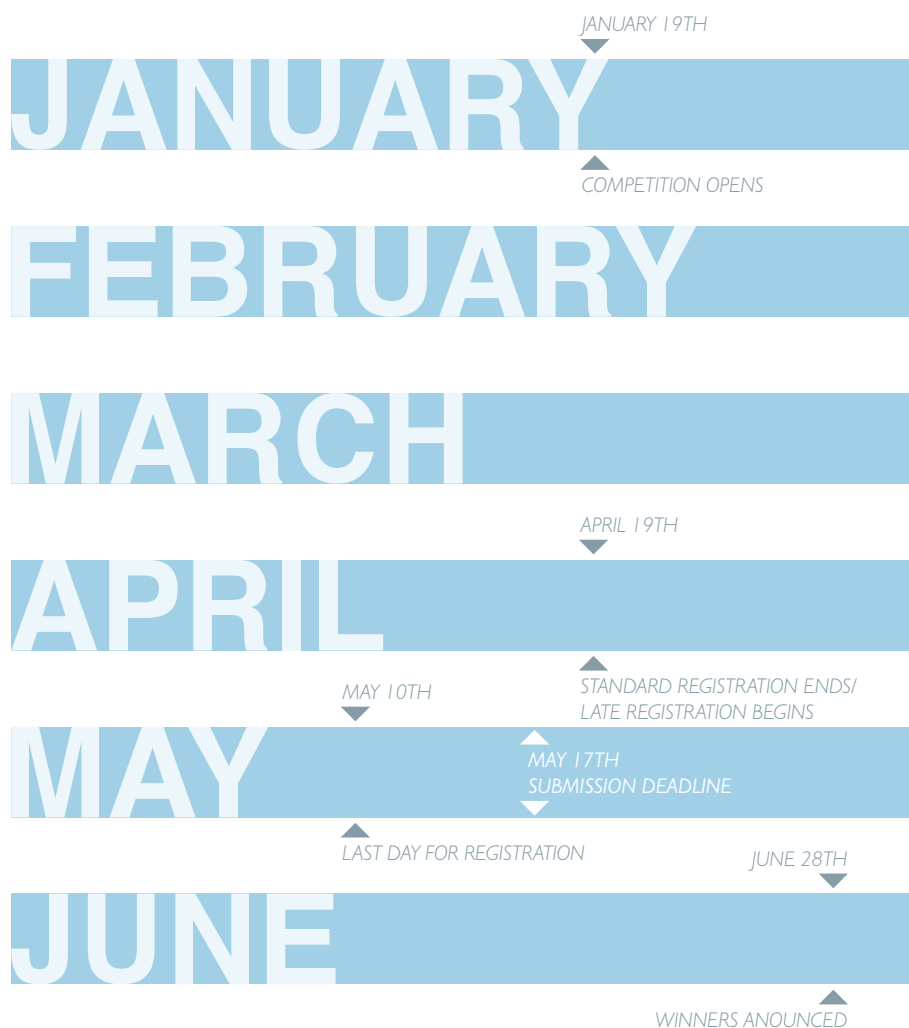 JANUARY 19TH
JANUARY
COMPETITION OPENS
FEBRUARY
MARCH
APRIL 19TH
APRIL
STANDARD REGISTRATION ENDS/
LATE REGISTRATION BEGINS
MAY 10TH
MAY
MAY 17TH
SUBMISSION DEADLINE
LAST DAY FOR REGISTRATION
JUNE 28TH
JUNE
WINNERS ANOUNCED